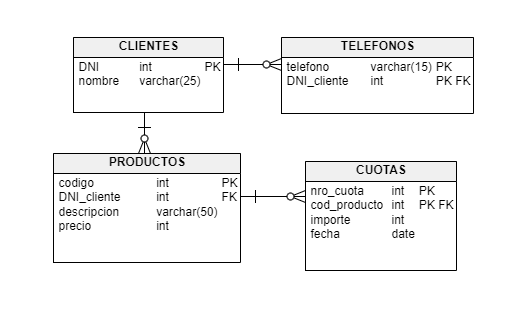 CLIENTES
DNI int PK
nombre varchar(25)
TELEFONOS
telefono varchar(15) PK
DNI_cliente int PK FK
PRODUCTOS
codigo int PK
DNI_cliente int FK
descripcion varchar(50)
precio int
CUOTAS
nro_cuota int PK
cod_producto int PK FK
importe int
fecha date